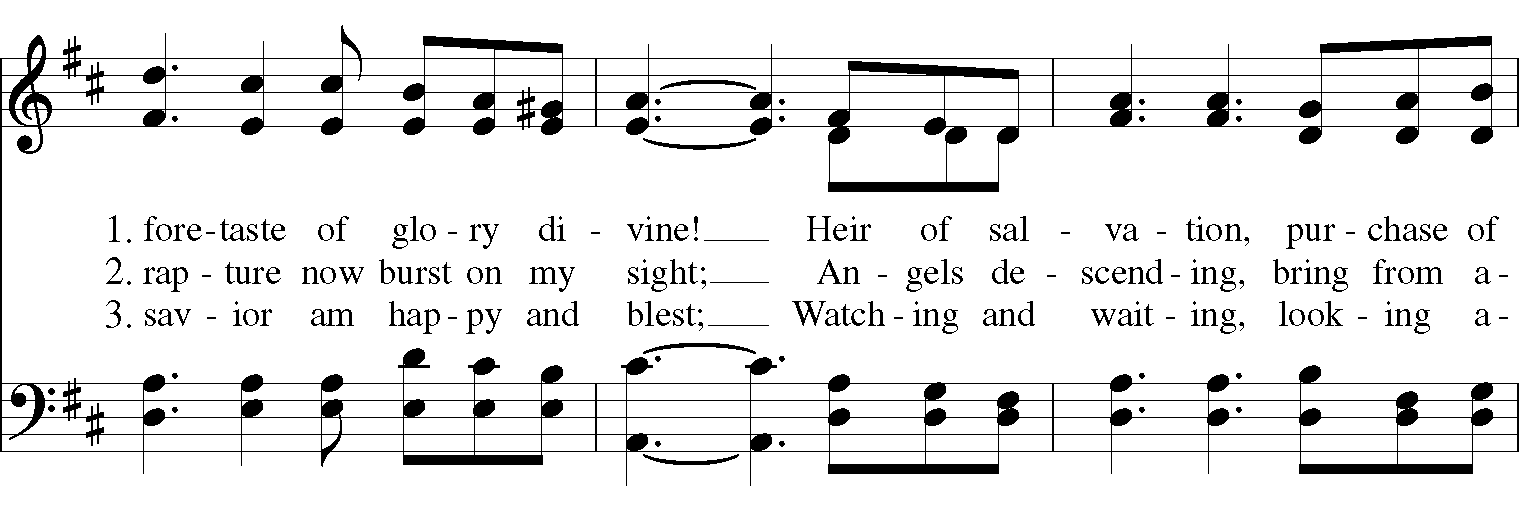 1. fore-taste of glo - ry di - vine! Heir of sal - va - tion, pur - chase of
2. rap - ture now burst on my sight; An - gels de - scend - ing, bring from a -
3. sav - ior am hap - py and blest; Watch - ing and wait - ing, look - ing a -